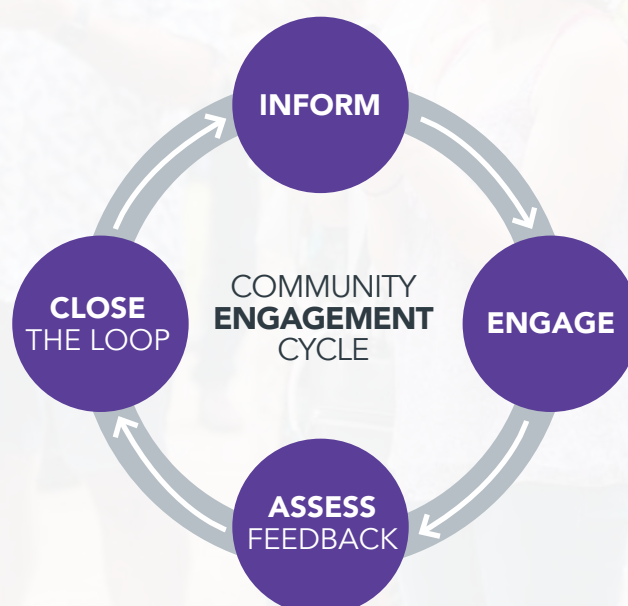 INFORM
ENGAGE
ASSESS
FEEDBACK
CLOSE
THE LOOP
COMMUNITY
ENGAGEMENT
CYCLE